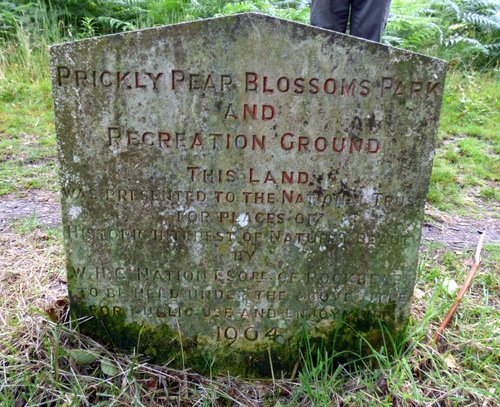 PRICKLY PEAR BLOSSOMS PARK
AND
RECREATION GROUND
THIS LAND
WAS PRESENTED TO THE NATIONAL TRUST
FOR PLACES OF
HISTORIC INTEREST OF NATURAL BEAUTY
BY
W.H.C. NATION ESQRE OF ROCKBEARE
TO BE HELD UNDER THE ABOVE TITLE
FOR PUBLIC USE AND ENJOYMENT
1904